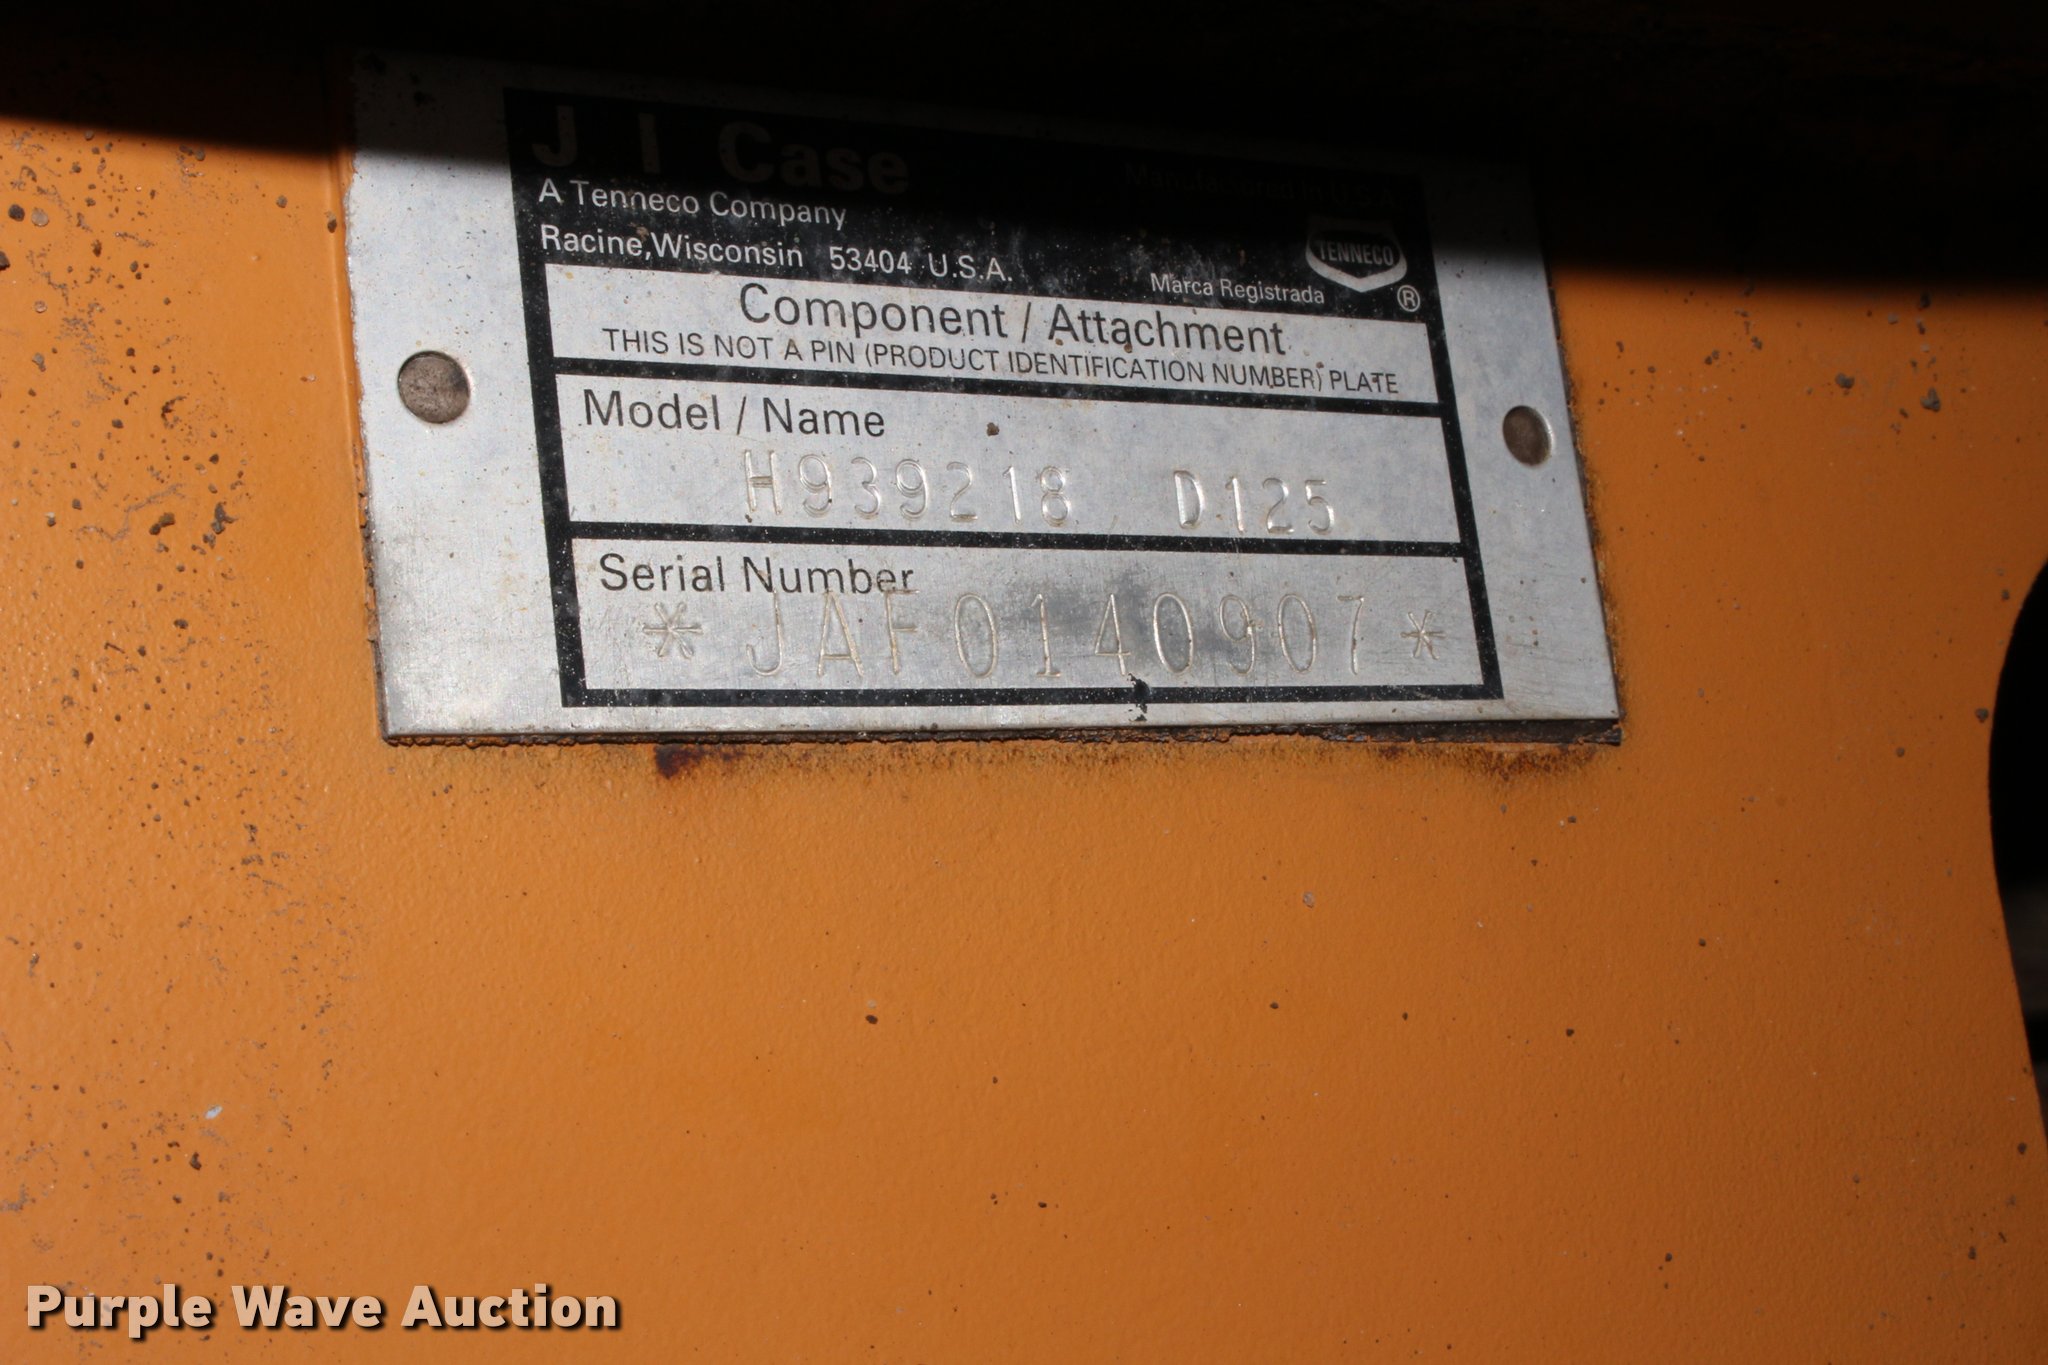 J I Case
Manufactured in U.S.A.
A Tenneco Company
Racine, Wisconsin 53404 U.S.A.
TENNECO
Marca Registrada ®
Component / Attachment
THIS IS NOT A PIN (PRODUCT IDENTIFICATION NUMBER) PLATE
Model / Name
H939218 D125
Serial Number
*JAF0140907*
Purple Wave Auction